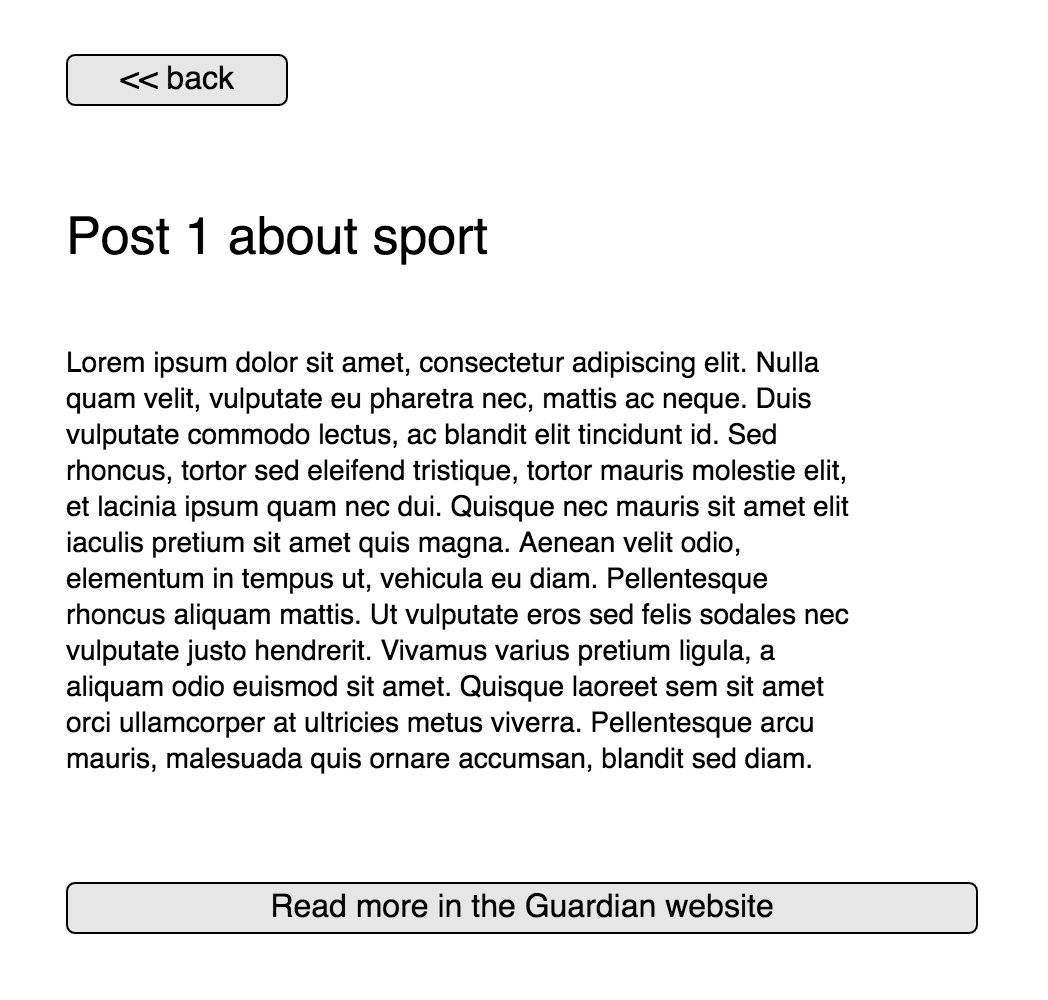 << back
Post 1 about sport
Lorem ipsum dolor sit amet, consectetur adipiscing elit. Nulla
quam velit, vulputate eu pharetra nec, mattis ac neque. Duis
vulputate commodo lectus, ac blandit elit tincidunt id. Sed
rhoncus, tortor sed eleifend tristique, tortor mauris molestie elit,
et lacinia ipsum quam nec dui. Quisque nec mauris sit amet elit
iaculis pretium sit amet quis magna. Aenean velit odio,
elementum in tempus ut, vehicula eu diam. Pellentesque
rhoncus aliquam mattis. Ut vulputate eros sed felis sodales nec
vulputate justo hendrerit. Vivamus varius pretium ligula, a
aliquam odio euismod sit amet. Quisque laoreet sem sit amet
orci ullamcorper at ultricies metus viverra. Pellentesque arcu
mauris, malesuada quis ornare accumsan, blandit sed diam.
Read more in the Guardian website